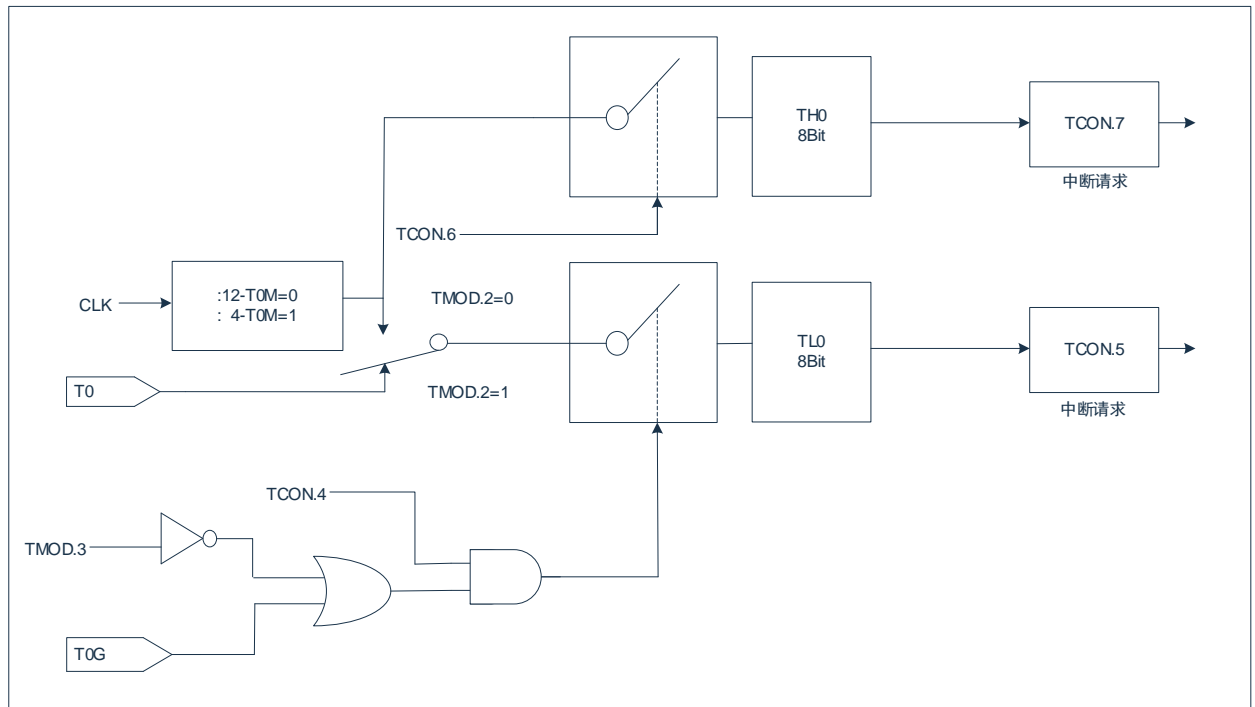 TH0
8Bit
TCON.7
中断请求
TCON.6
CLK
:12-T0M=0
: 4-T0M=1
TMOD.2=0
TL0
8Bit
TCON.5
中断请求
T0
TMOD.2=1
TCON.4
TMOD.3
T0G